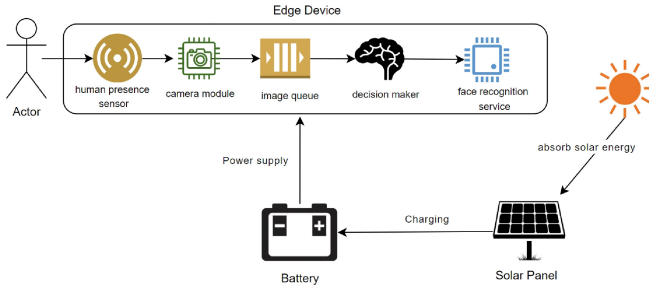 Edge Device
Actor
human presence
sensor
camera module
image queue
decision maker
face recognition
service
absorb solar energy
Power supply
Charging
Battery
Solar Panel